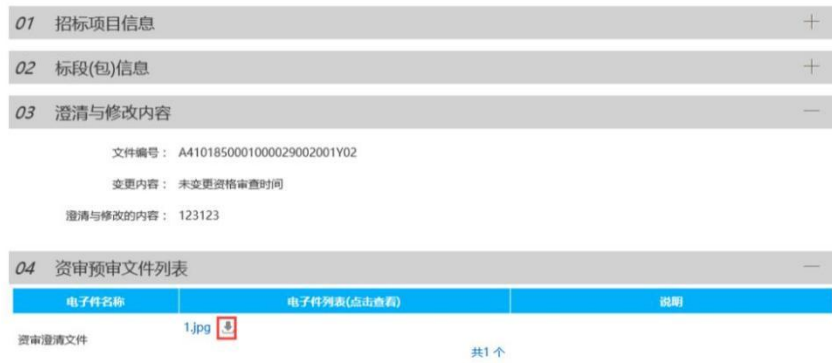 01 招标项目信息
02 标段(包)信息
03 澄清与修改内容
文件编号： A4101850001000029002001Y02
变更内容： 未变更资格审查时间
澄清与修改的内容： 123123
04 资审预审文件列表
电子件名称 电子件列表(点击查看) 说明
资审澄清文件 1.jpg
共1 个